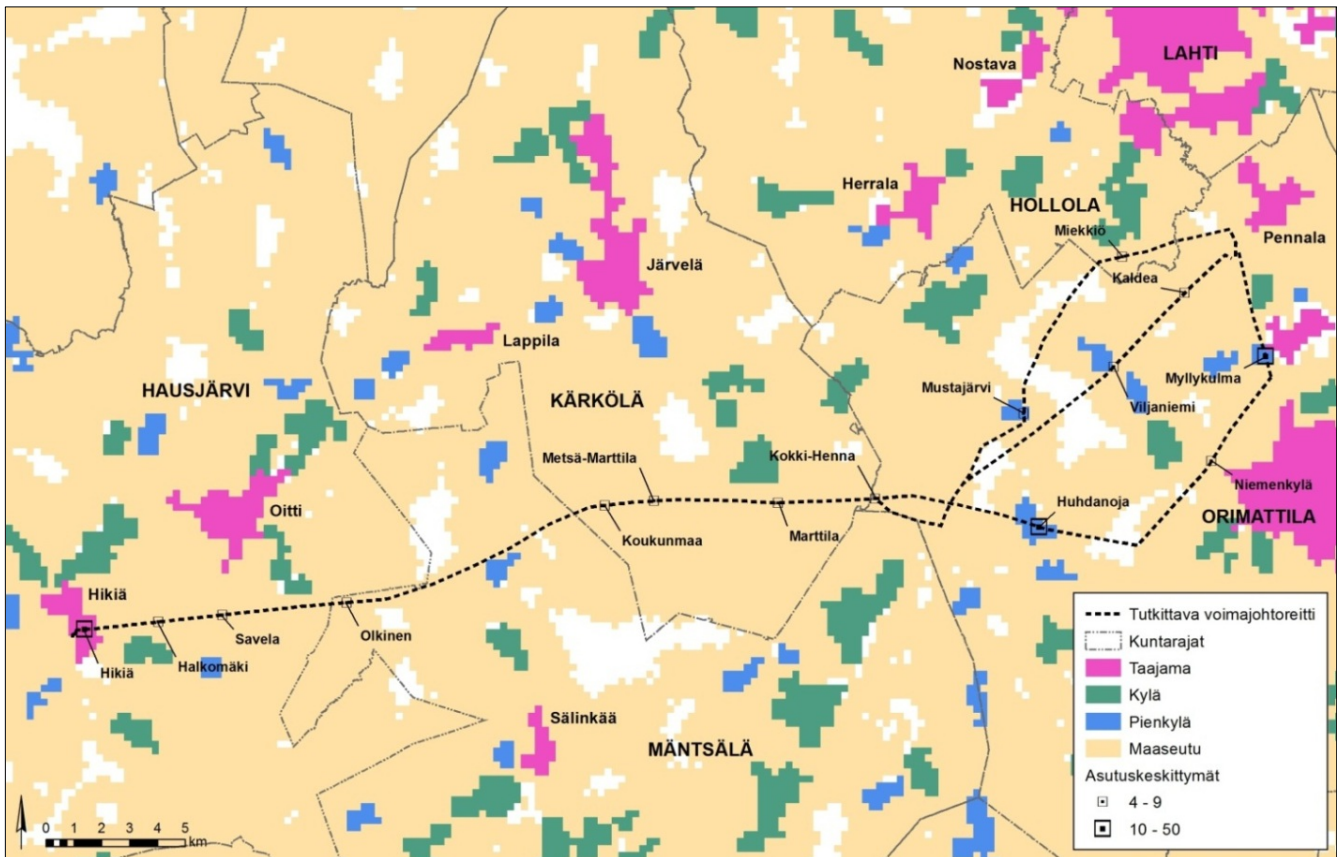 LAHTI
Nostava
Herrala
HOLLOLA
Miekkiö
Pennala
Järvelä
Kaldea
Lappila
HAUSJÄRVI
KÄRKÖLÄ
Mustajärvi
Viljaniemi
Myllykulma
Metsä-Marttila
Kokki-Henna
Niemenkylä
Oitti
Huhdanoja
ORIMATTILA
Koukunmaa
Marttila
Hikiä
Savela
Olkinen
Hikiä
Halkomäki
Sälinkää
MÄNTSÄLÄ
Tutkittava voimajohtoreitti
Kuntarajat
Taajama
Kylä
Pienkylä
Maaseutu
Asutuskeskittymät
4 - 9
10 - 50
0 1 2 3 4 5
km